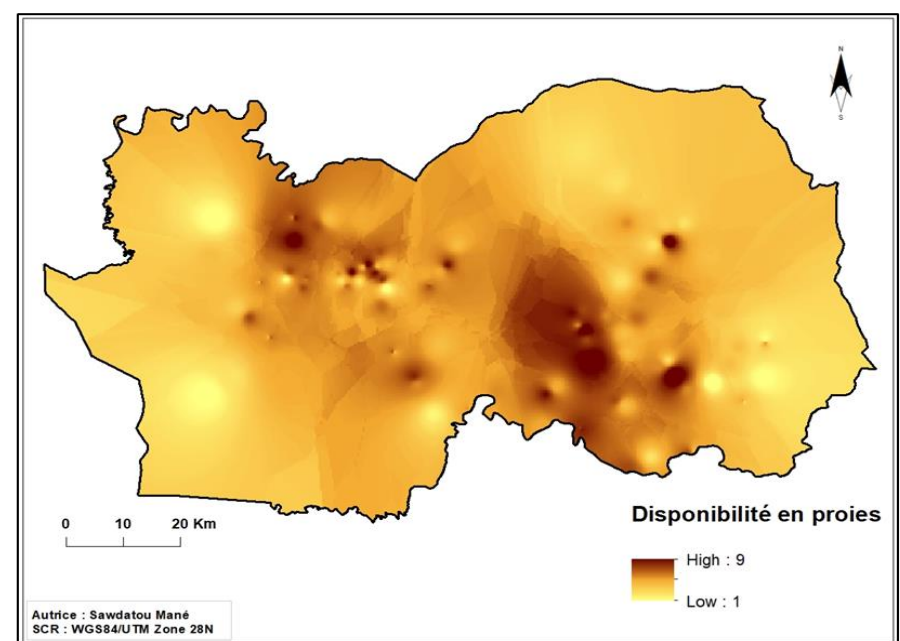 N
S
0 10 20 Km
Disponibilité en proies
High : 9
Low : 1
Autrice : Sawdatou Mané
SCR : WGS84/UTM Zone 28N